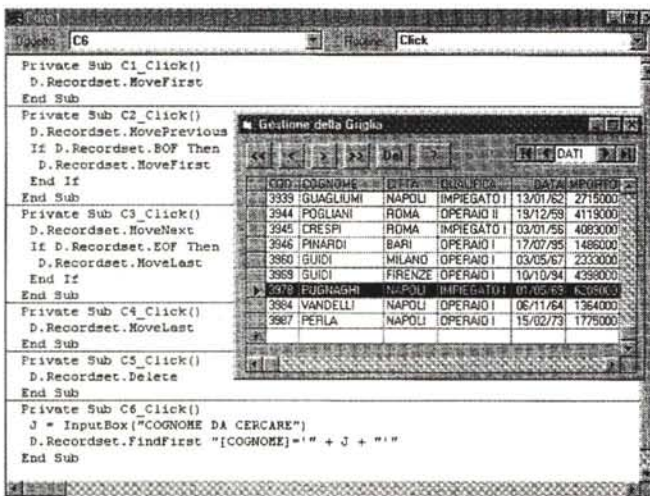 Form1
Oggetto: C6 Routine: Click
Private Sub C1_Click()
D.Recordset.MoveFirst
End Sub
Private Sub C2_Click()
D.Recordset.MovePrevious
If D.Recordset.BOF Then
D.Recordset.MoveFirst
End If
End Sub
Private Sub C3_Click()
D.Recordset.MoveNext
If D.Recordset.EOF Then
D.Recordset.MoveLast
End If
End Sub
Private Sub C4_Click()
D.Recordset.MoveLast
End Sub
Private Sub C5_Click()
D.Recordset.Delete
End Sub
Private Sub C6_Click()
J = InputBox("COGNOME DA CERCARE")
D.Recordset.FindFirst "[COGNOME]='" + J + "'"
End Sub
Gestione della Griglia
<< < > >> Del ? DATI
COD COGNOME CITTA QUALIFICA DATA IMPORTO
3939 GUAGLIUMI NAPOLI IMPIEGATO I 13/01/62 2715000
3944 POGLIANI ROMA OPERAIO II 19/12/59 4119000
3945 CRESPI ROMA IMPIEGATO I 03/01/56 4083000
3946 PINARDI BARI OPERAIO I 17/07/95 1486000
3960 GUIDI MILANO OPERAIO I 03/05/67 2333000
3969 GUIDI FIRENZE OPERAIO I 10/10/94 4398000
3978 PUGNAGHI NAPOLI IMPIEGATO I 01/05/69 6209000
3984 VANDELLI NAPOLI OPERAIO I 06/11/64 1364000
3987 PERLA NAPOLI OPERAIO I 15/02/73 1775000